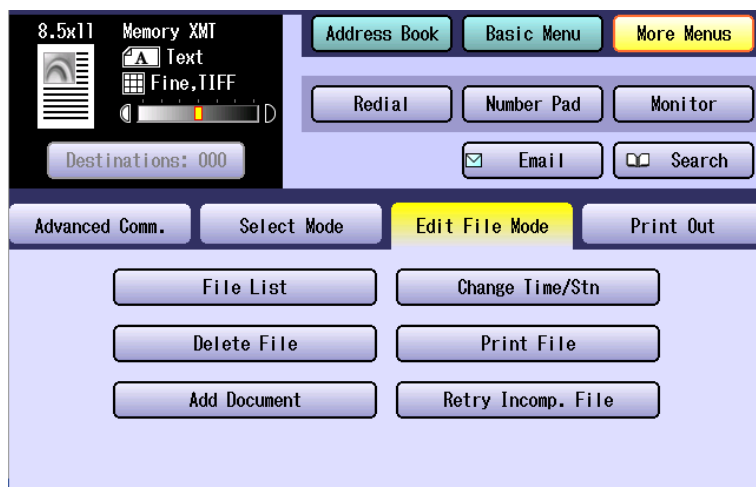 8.5x11 Memory XMT
A Text
Fine,TIFF
Destinations: 000
Address Book Basic Menu More Menus
Redial Number Pad Monitor
Email Search
Advanced Comm. Select Mode Edit File Mode Print Out
File List Change Time/Stn
Delete File Print File
Add Document Retry Incomp. File